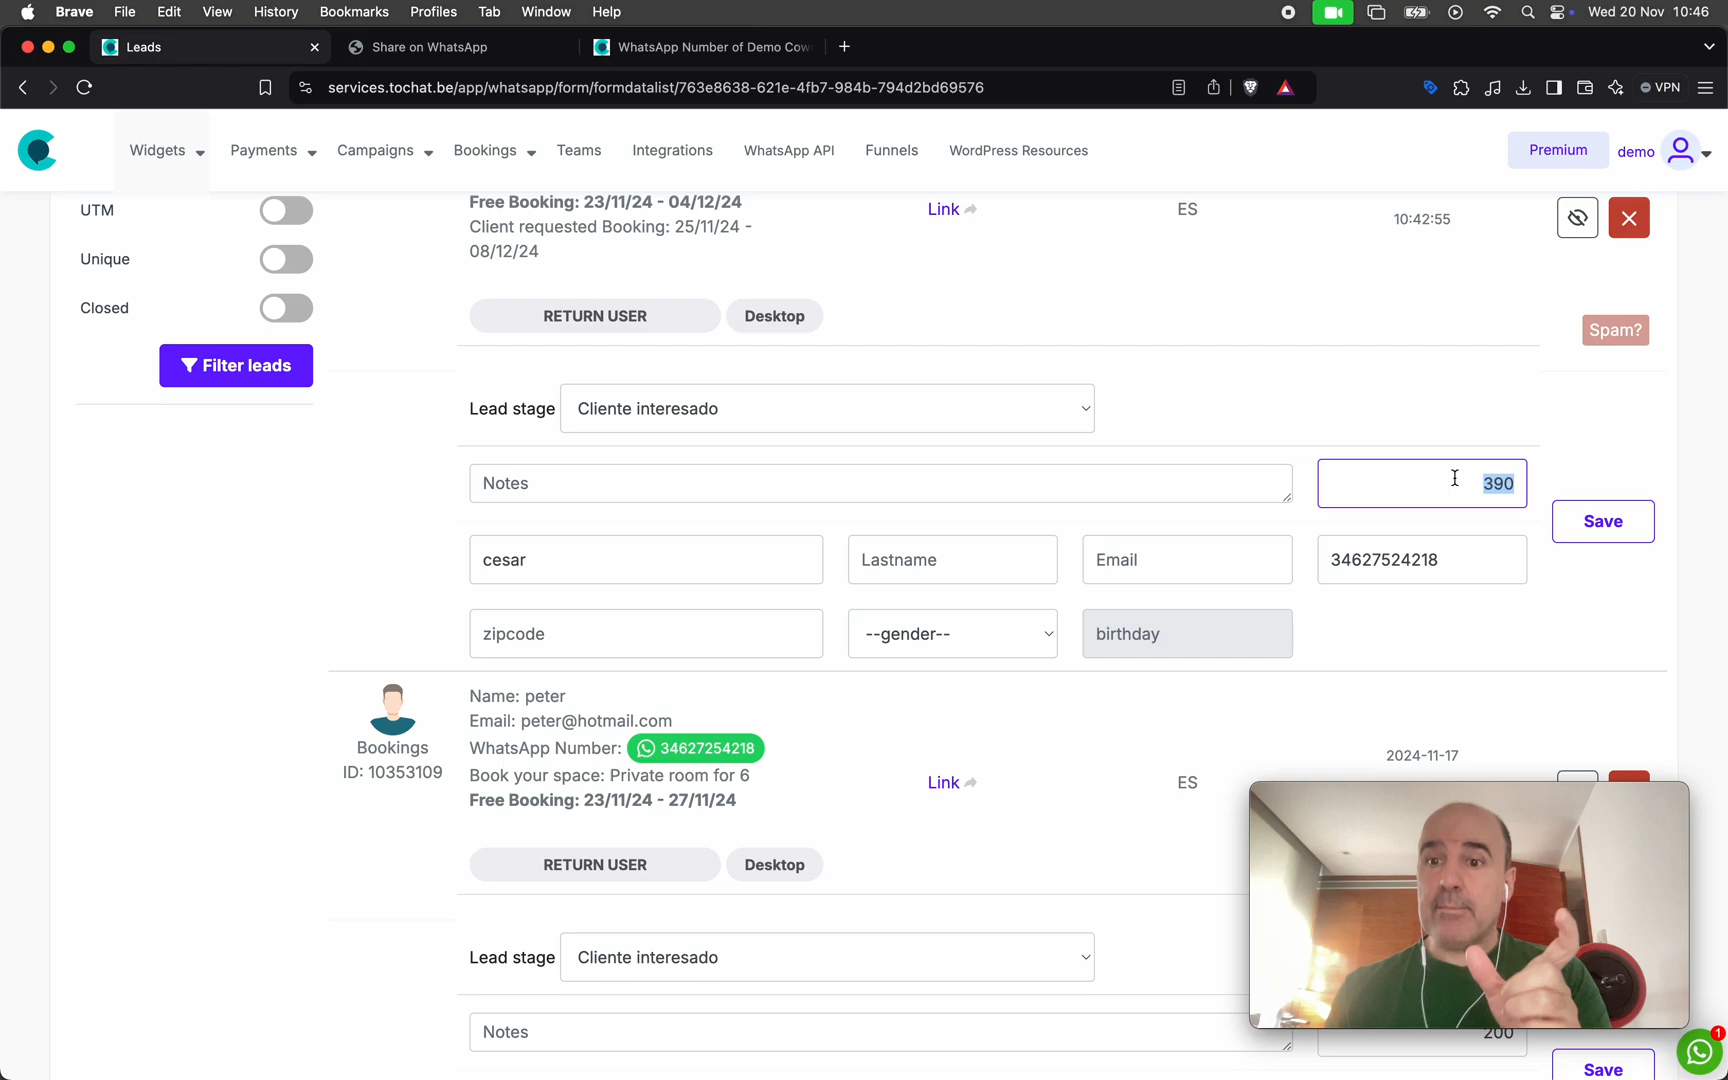 Brave File Edit View History Bookmarks Profiles Tab Window Help Wed 20 Nov 10:46
Leads Share on WhatsApp WhatsApp Number of Demo Cow
services.tochat.be/app/whatsapp/form/formdatalist/763e8638-621e-4fb7-984b-794d2bd69576 VPN
Widgets Payments Campaigns Bookings Teams Integrations WhatsApp API Funnels WordPress Resources Premium demo
UTM
Unique
Closed
Filter leads
Free Booking: 23/11/24 - 04/12/24
Client requested Booking: 25/11/24 -
08/12/24
Link
ES
10:42:55
RETURN USER Desktop
Spam?
Lead stage Cliente interesado
Notes 390
Save
cesar Lastname Email 34627524218
zipcode --gender-- birthday
Bookings
ID: 10353109
Name: peter
Email: peter@hotmail.com
WhatsApp Number: 34627254218
Book your space: Private room for 6
Free Booking: 23/11/24 - 27/11/24
Link
ES
2024-11-17
RETURN USER Desktop
Lead stage Cliente interesado
Notes 200
Save
1